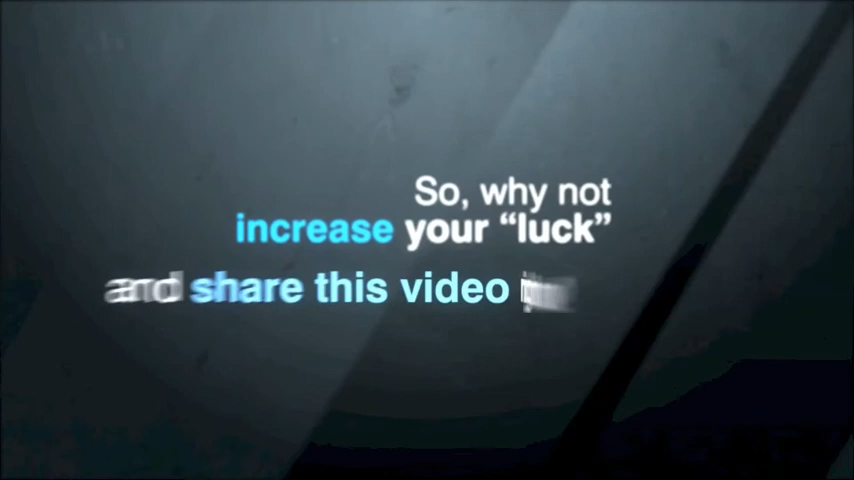 So, why not
increase your “luck”
and share this video